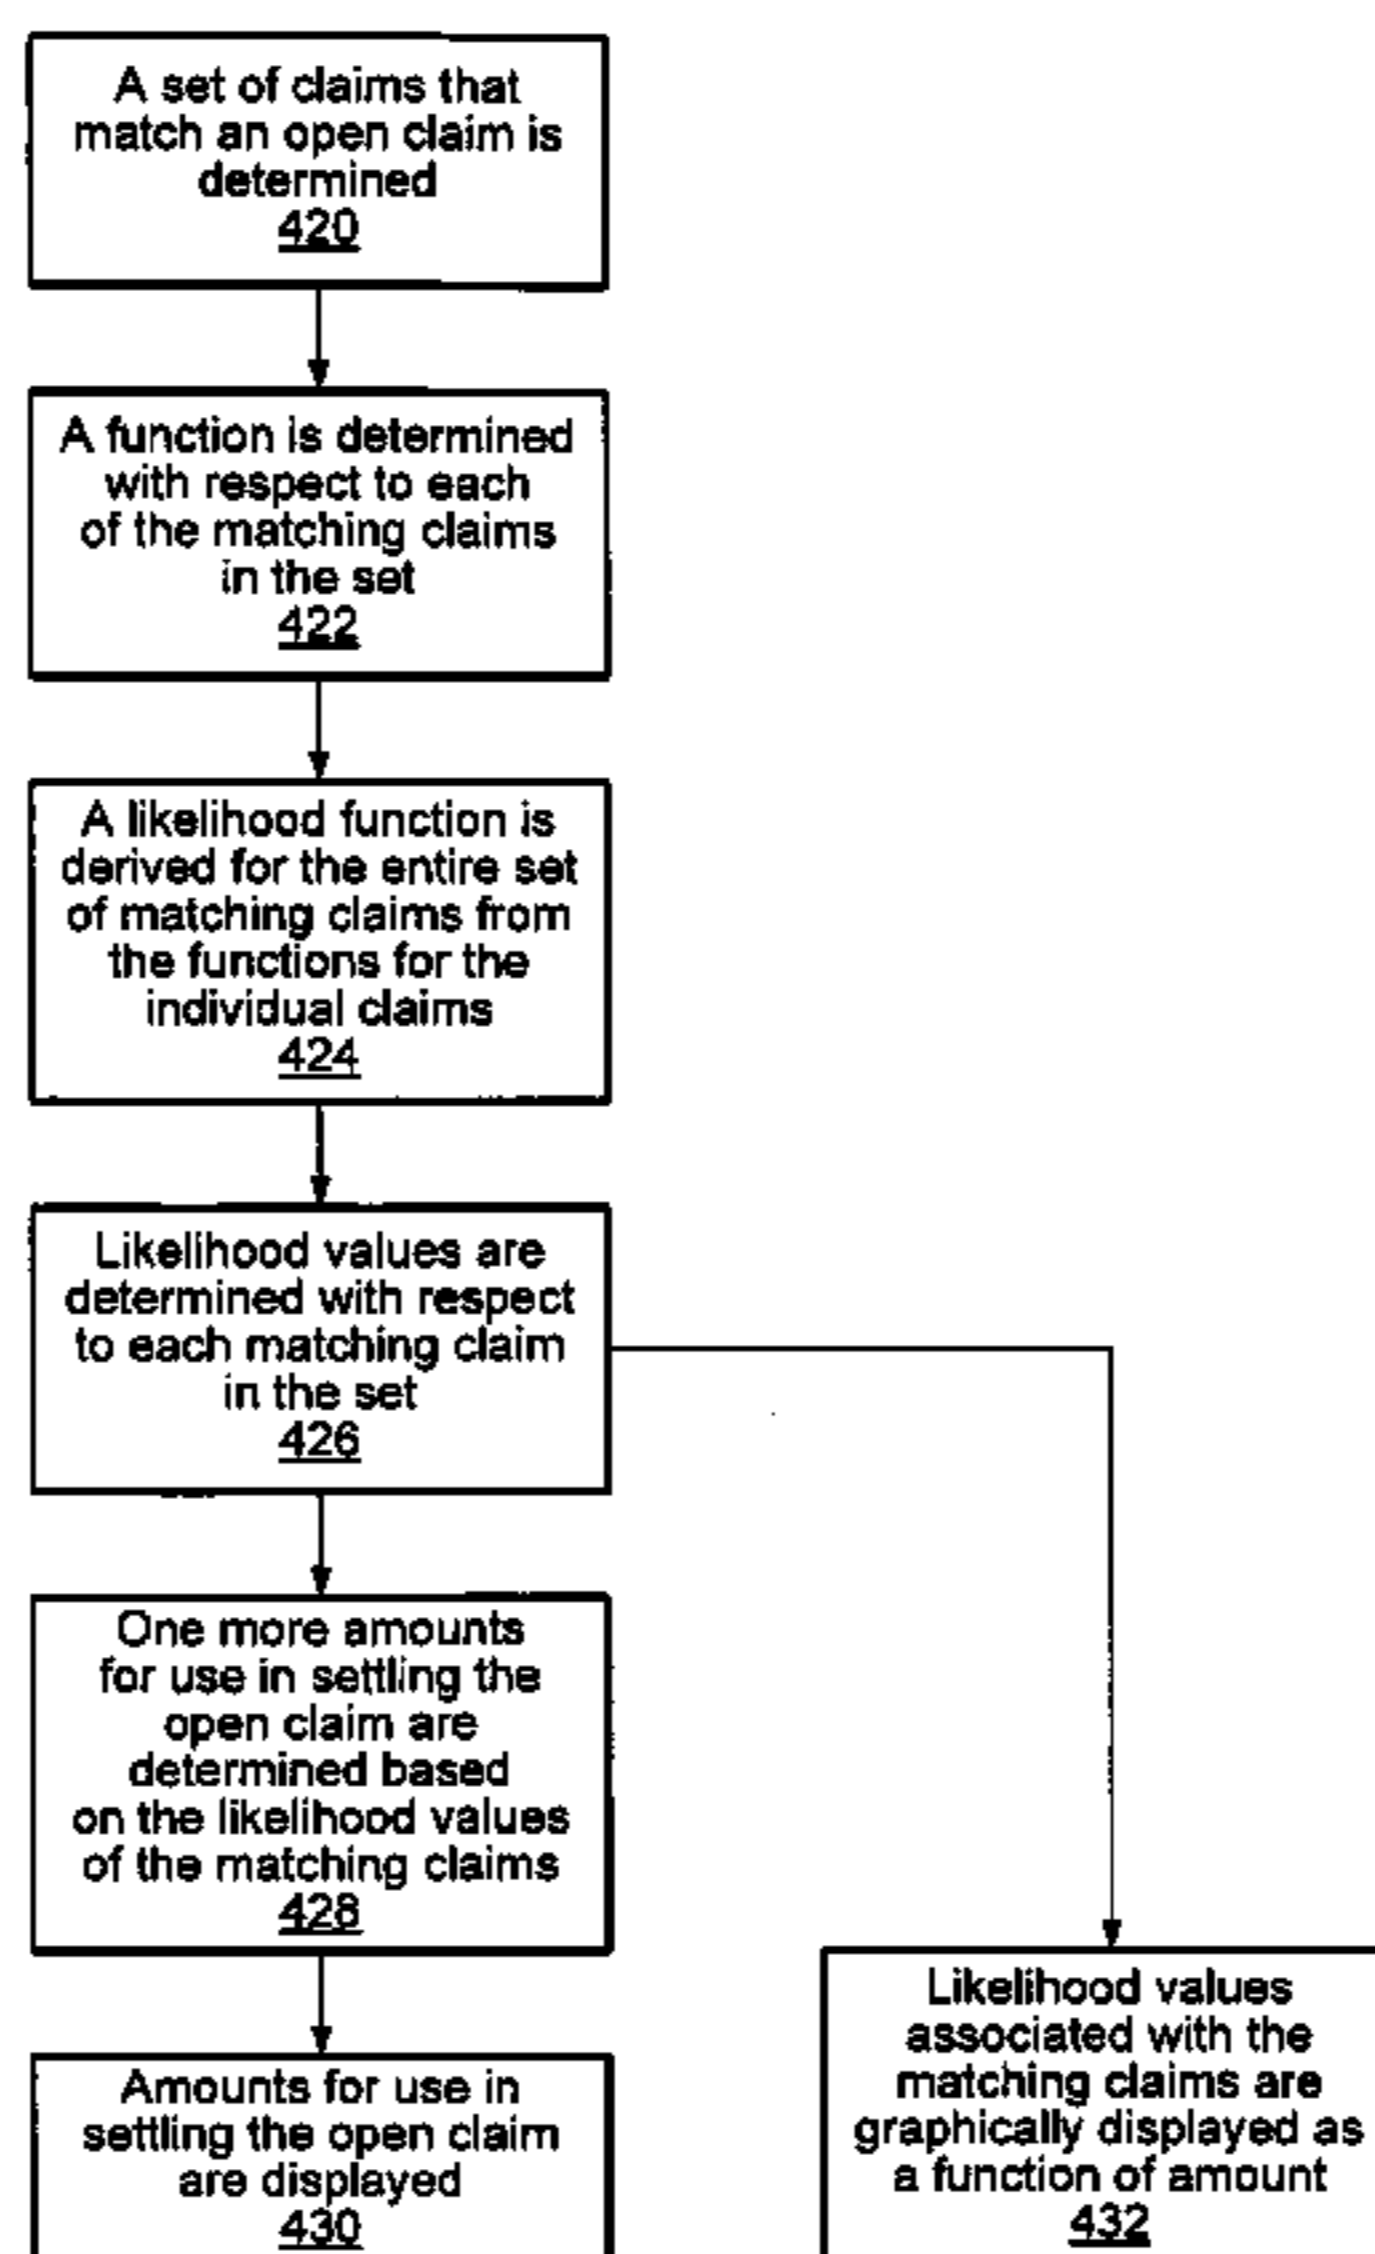 A set of claims that
match an open claim is
determined
420
A function is determined
with respect to each
of the matching claims
in the set
422
A likelihood function is
derived for the entire set
of matching claims from
the functions for the
individual claims
424
Likelihood values are
determined with respect
to each matching claim
in the set
426
One more amounts
for use in settling the
open claim are
determined based
on the likelihood values
of the matching claims
428
Amounts for use in
settling the open claim
are displayed
430
Likelihood values
associated with the
matching claims are
graphically displayed as
a function of amount
432